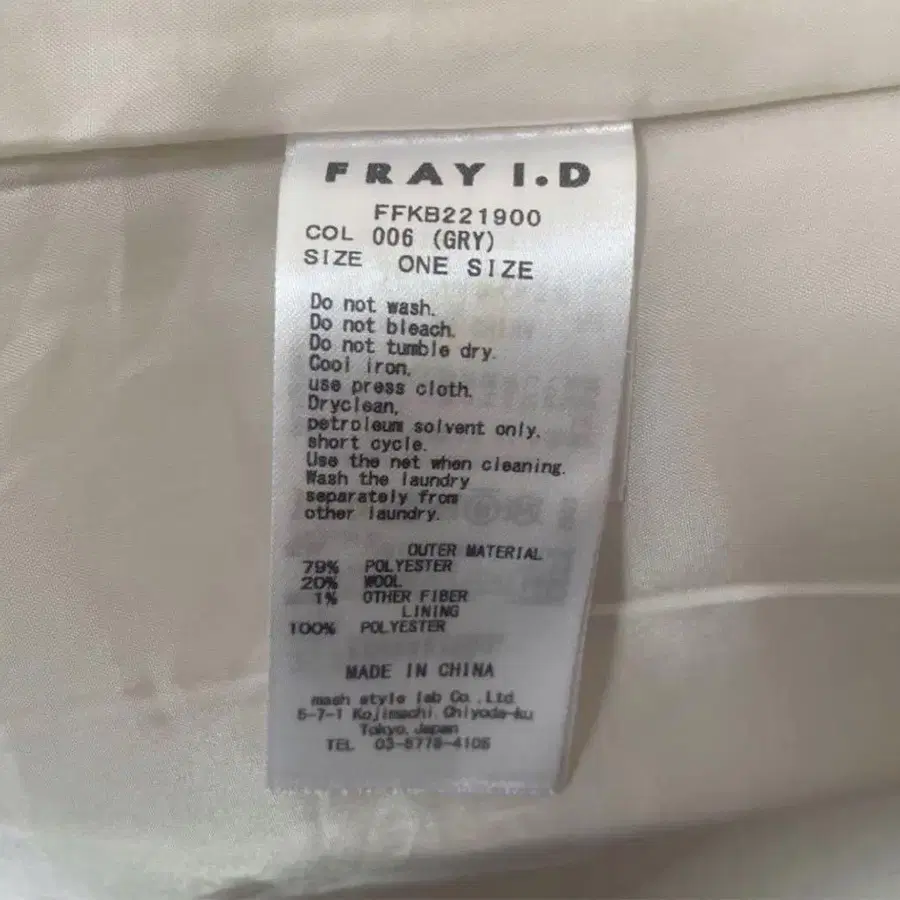 FRAY I.D
FFKB221900
COL 006 (GRY)
SIZE ONE SIZE
Do not wash.
Do not bleach.
Do not tumble dry.
Cool iron,
use press cloth.
Dryclean,
petroleum solvent only.
short cycle.
Use the net when cleaning.
Wash the laundry
separately from
other laundry.
OUTER MATERIAL
79% POLYESTER
20% WOOL
1% OTHER FIBER
LINING
100% POLYESTER
MADE IN CHINA
mash style lab Co.,Ltd.
5-7-1 Kojimachi, Chiyoda-ku
Tokyo, Japan
TEL